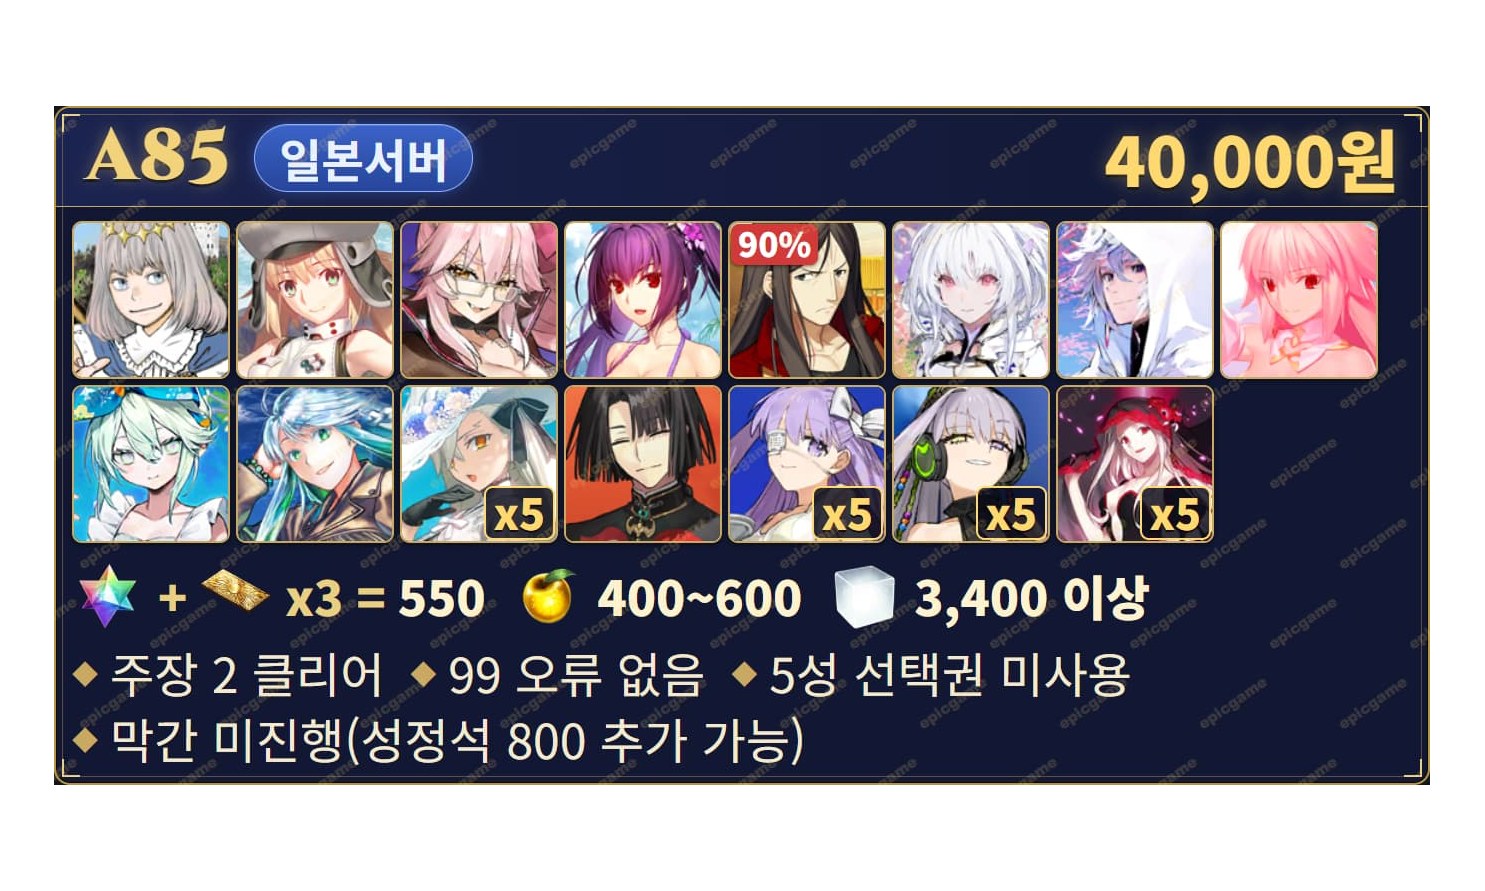 A85 일본서버 40,000원
90%
x5 x5 x5 x5
+ x3 = 550 400~600 3,400 이상
◆ 주장 2 클리어 ◆ 99 오류 없음 ◆ 5성 선택권 미사용
◆ 막간 미진행(성정석 800 추가 가능)
epicgame